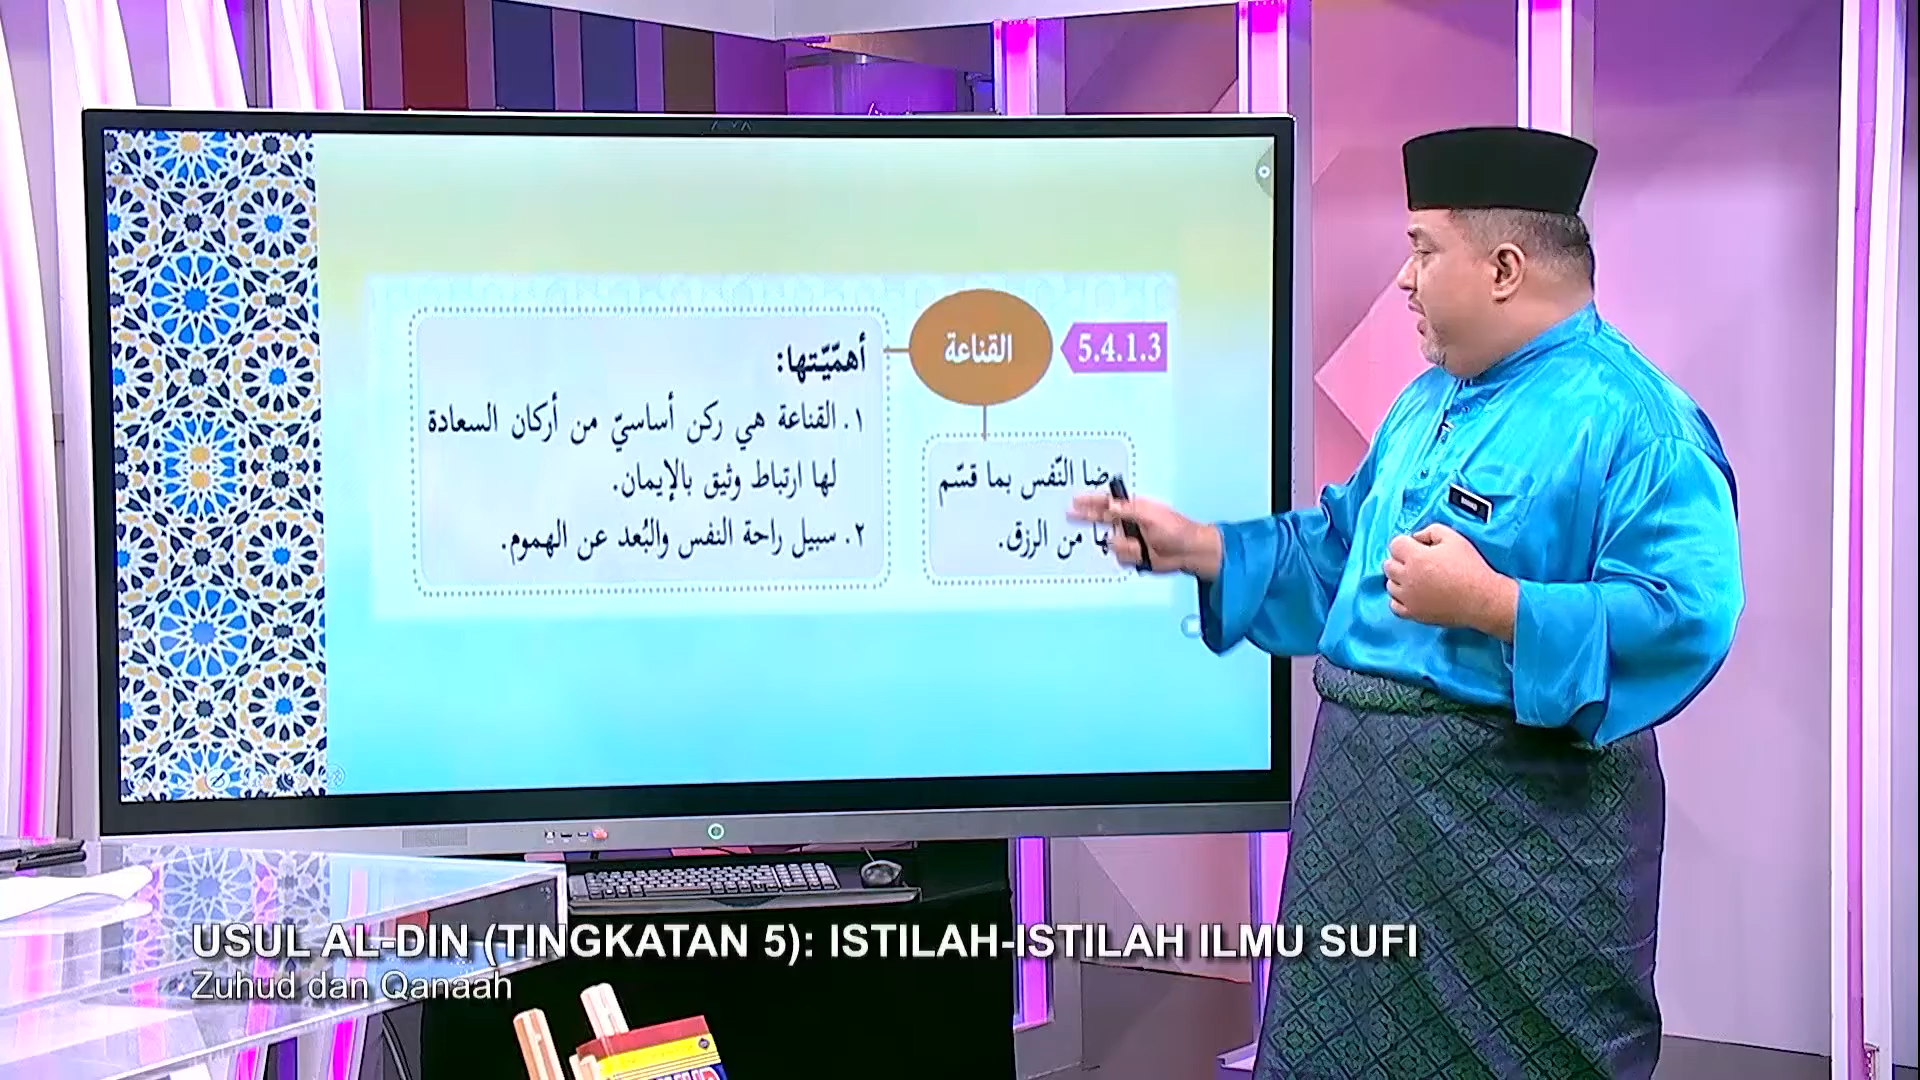 5.4.1.3
القناعة
رضا النّفس بما قسّم
لها من الرزق.
أهمّيّتها:
١. القناعة هي ركن أساسيّ من أركان السعادة
لها ارتباط وثيق بالإيمان.
٢. سبيل راحة النفس والبُعد عن الهموم.
USUL AL-DIN (TINGKATAN 5): ISTILAH-ISTILAH ILMU SUFI
Zuhud dan Qanaah